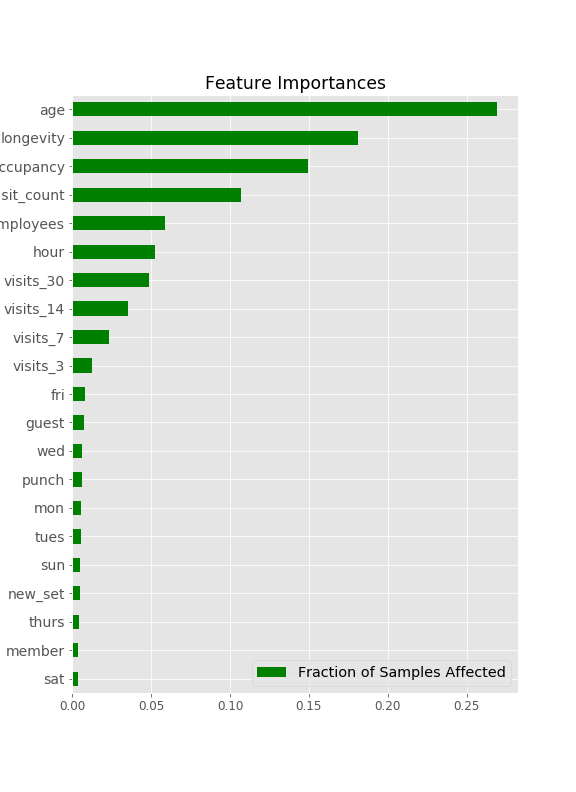 Feature Importances
age
longevity
ccupancy
sit_count
mployees
hour
visits_30
visits_14
visits_7
visits_3
fri
guest
wed
punch
mon
tues
sun
new_set
thurs
member
sat
Fraction of Samples Affected
0.00 0.05 0.10 0.15 0.20 0.25